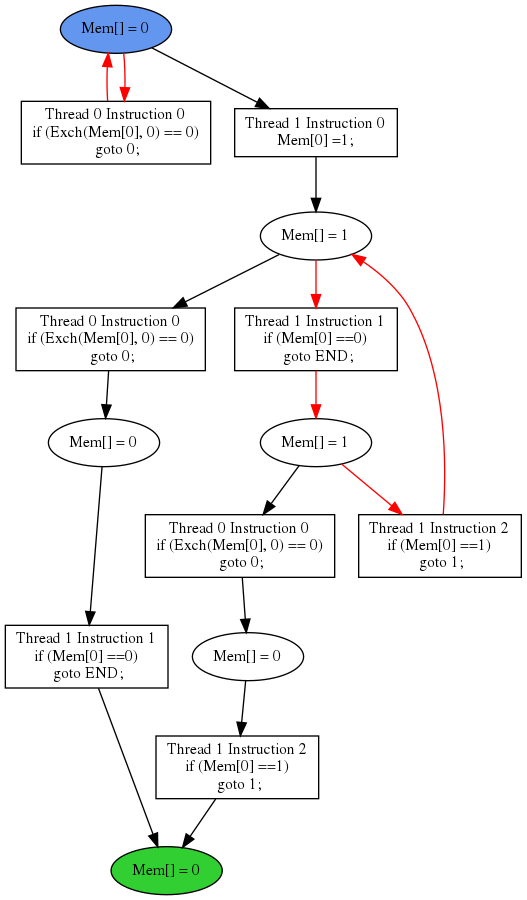 Mem[] = 0
Thread 0 Instruction 0
if (Exch(Mem[0], 0) == 0)
goto 0;
Thread 1 Instruction 0
Mem[0] =1;
Mem[] = 1
Thread 0 Instruction 0
if (Exch(Mem[0], 0) == 0)
goto 0;
Thread 1 Instruction 1
if (Mem[0] ==0)
goto END;
Mem[] = 0
Mem[] = 1
Thread 0 Instruction 0
if (Exch(Mem[0], 0) == 0)
goto 0;
Thread 1 Instruction 2
if (Mem[0] ==1)
goto 1;
Thread 1 Instruction 1
if (Mem[0] ==0)
goto END;
Mem[] = 0
Thread 1 Instruction 2
if (Mem[0] ==1)
goto 1;
Mem[] = 0